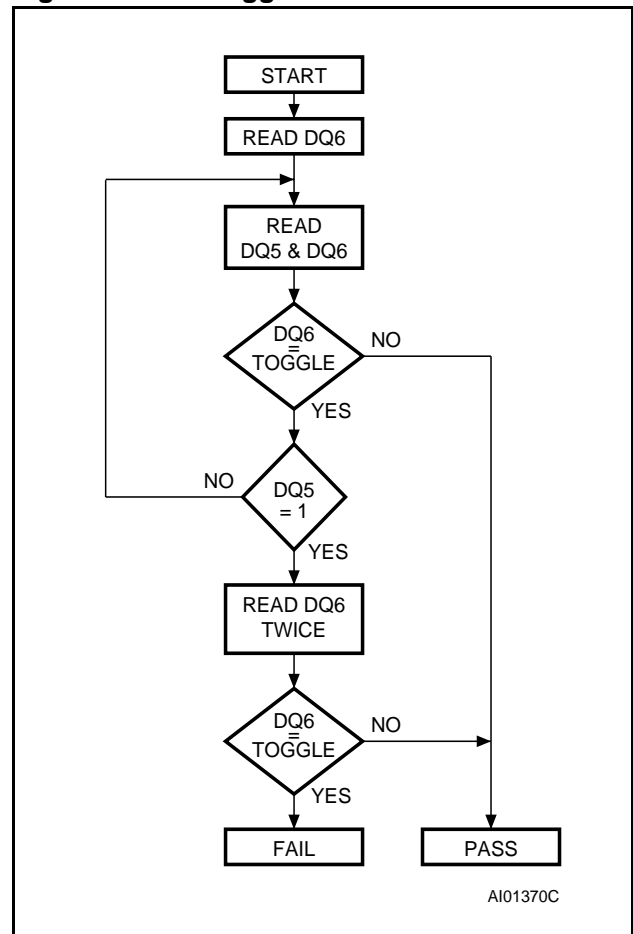 START
READ DQ6
READ
DQ5 & DQ6
DQ6
=
TOGGLE
NO
YES
NO
DQ5
= 1
YES
READ DQ6
TWICE
DQ6
=
TOGGLE
NO
YES
FAIL
PASS
AI01370C